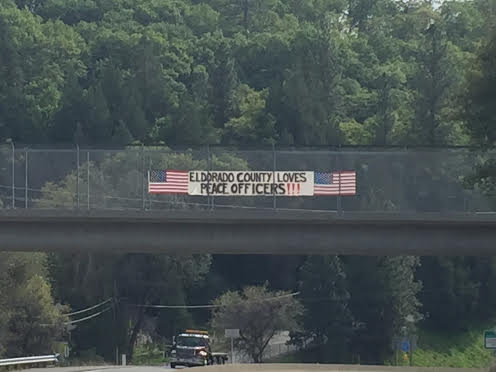 ELDORADO COUNTY LOVES
PEACE OFFICERS!!!